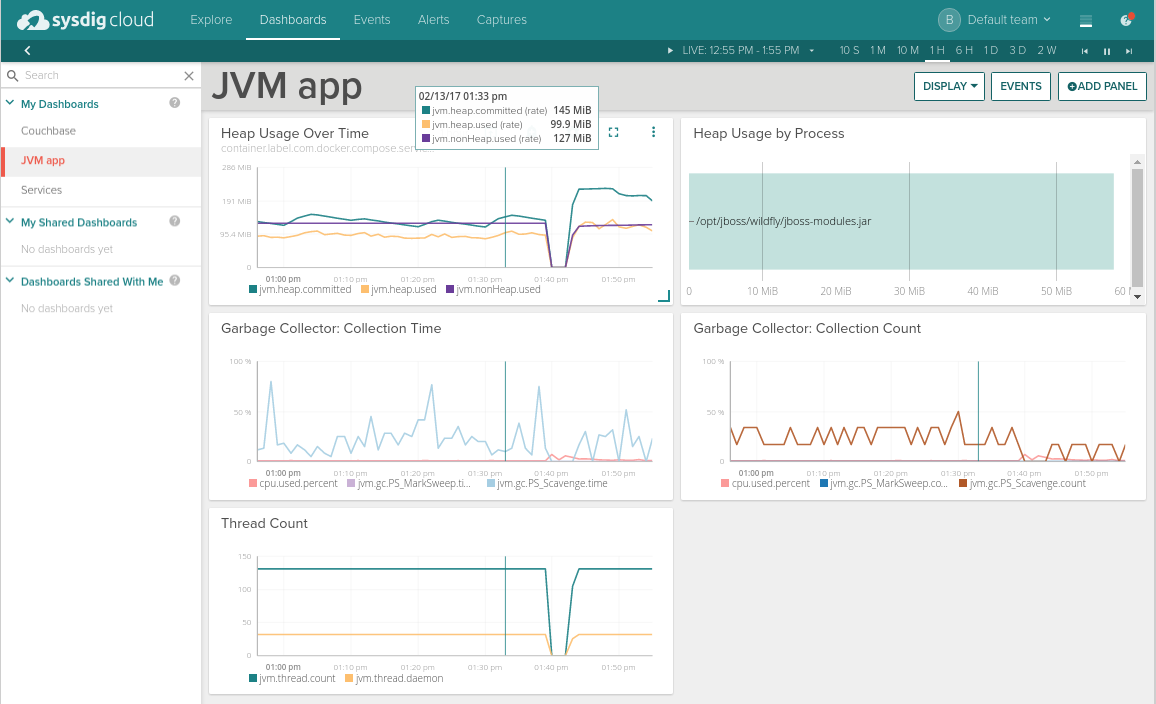 sysdig cloud Explore Dashboards Events Alerts Captures B Default team ?
LIVE: 12:55 PM - 1:55 PM 10 S 1 M 10 M 1 H 6 H 1 D 3 D 2 W
Search
My Dashboards ?
Couchbase
JVM app
Services
My Shared Dashboards ?
No dashboards yet
Dashboards Shared With Me ?
No dashboards yet
JVM app
DISPLAY EVENTS ADD PANEL
02/13/17 01:33 pm
jvm.heap.committed (rate) 145 MiB
jvm.heap.used (rate) 99.9 MiB
jvm.nonHeap.used (rate) 127 MiB
Heap Usage Over Time
container.label.com.docker.compose.servi...
286 MiB
191 MiB
95.4 MiB
0
01:00 pm 01:10 pm 01:20 pm 01:30 pm 01:40 pm 01:50 pm
jvm.heap.committed jvm.heap.used jvm.nonHeap.used
Heap Usage by Process
~/opt/jboss/wildfly/jboss-modules.jar
0 10 MiB 20 MiB 30 MiB 40 MiB 50 MiB 60 M
Garbage Collector: Collection Time
100 %
50 %
0
01:00 pm 01:10 pm 01:20 pm 01:30 pm 01:40 pm 01:50 pm
cpu.used.percent jvm.gc.PS_MarkSweep.ti... jvm.gc.PS_Scavenge.time
Garbage Collector: Collection Count
100 %
50 %
0
01:00 pm 01:10 pm 01:20 pm 01:30 pm 01:40 pm 01:50 pm
cpu.used.percent jvm.gc.PS_MarkSweep.co... jvm.gc.PS_Scavenge.count
Thread Count
150
100
50
0
01:00 pm 01:10 pm 01:20 pm 01:30 pm 01:40 pm 01:50 pm
jvm.thread.count jvm.thread.daemon